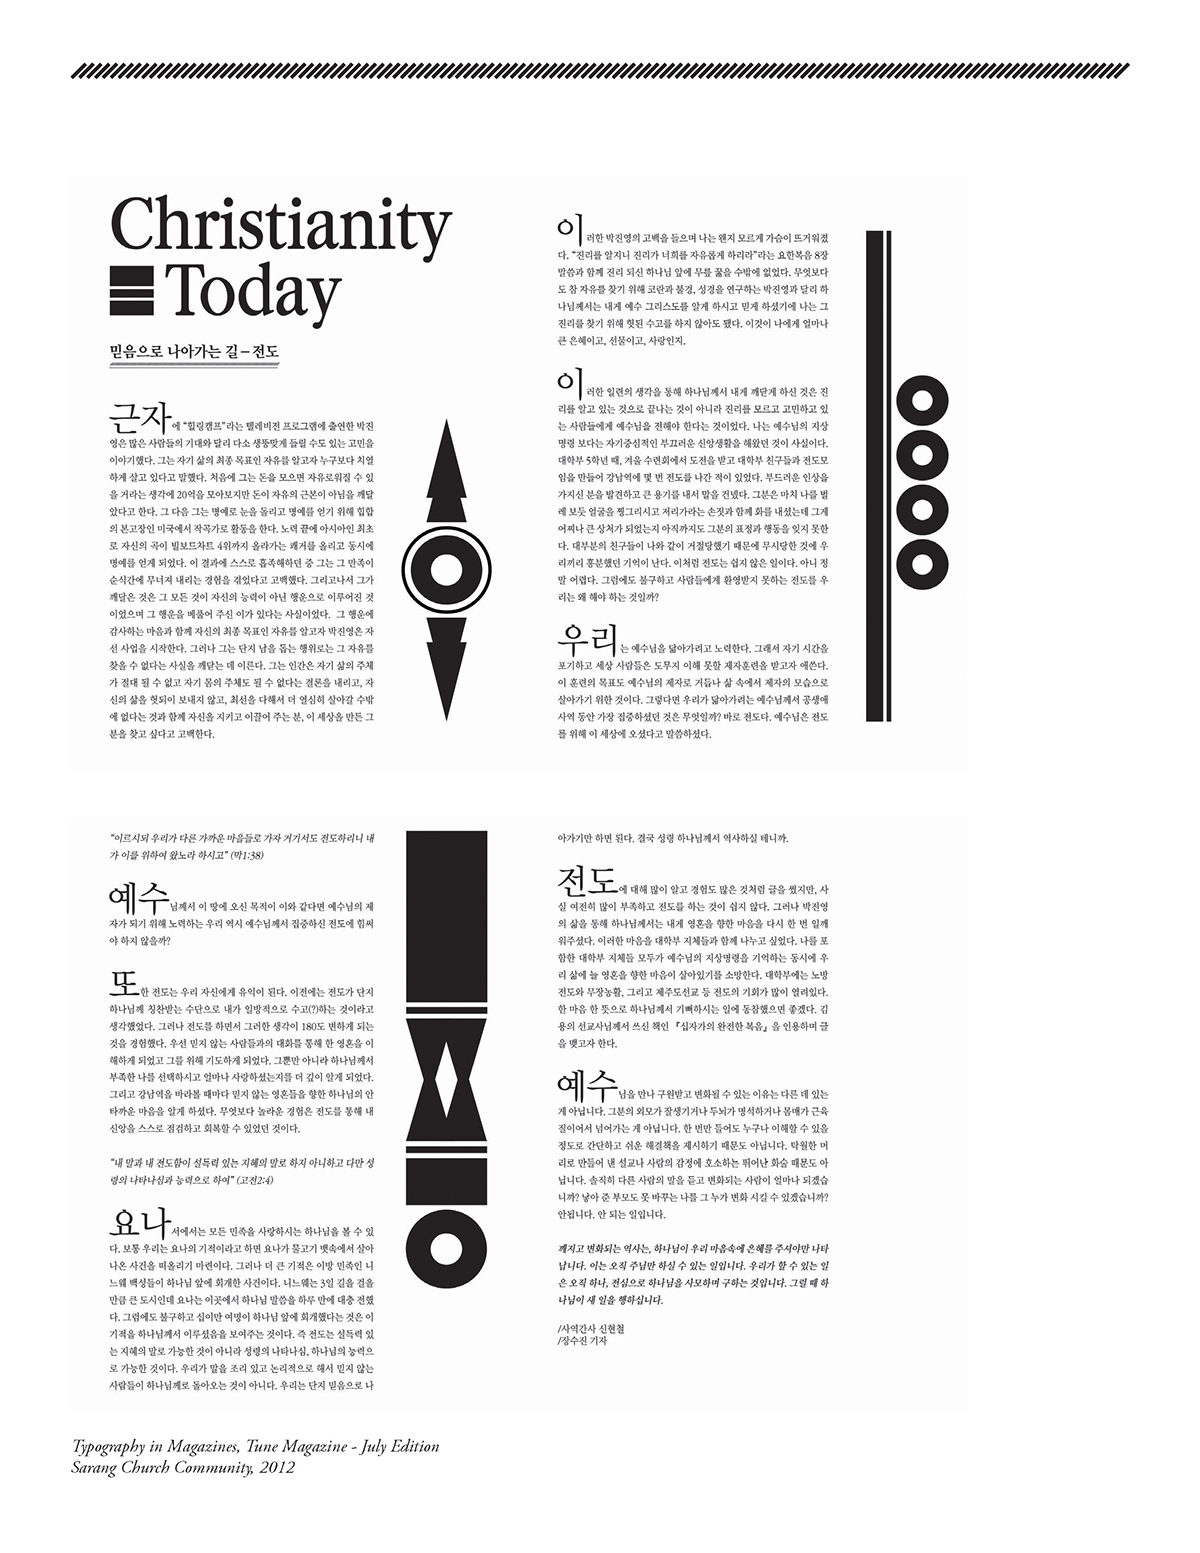 Christianity
Today
믿음으로 나아가는 길 – 전도
근자에 “힐링캠프”라는 텔레비전 프로그램에 출연한 박진
영은 많은 사람들의 기대와 달리 다소 생뚱맞게 들릴 수도 있는 고민을
이야기했다. 그는 자기 삶의 최종 목표인 자유를 알고자 누구보다 치열
하게 살고 있다고 말했다. 처음에 그는 돈을 모으면 자유로워질 수 있
을 거라는 생각에 20억을 모아보지만 돈이 자유의 근본이 아님을 깨달
았다고 한다. 그 다음 그는 명예로 눈을 돌리고 명예를 얻기 위해 힙합
의 본고장인 미국에서 작곡가로 활동을 한다. 노력 끝에 아시아인 최초
로 자신의 곡이 빌보드차트 4위까지 올라가는 쾌거를 올리고 동시에
명예를 얻게 되었다. 이 결과에 스스로 흡족해하던 중 그는 그 만족이
순식간에 무너져 내리는 경험을 겪었다고 고백했다. 그리고나서 그가
깨달은 것은 그 모든 것이 자신의 능력이 아닌 행운으로 이루어진 것
이었으며 그 행운을 베풀어 주신 이가 있다는 사실이었다. 그 행운에
감사하는 마음과 함께 자신의 최종 목표인 자유를 알고자 박진영은 자
선 사업을 시작한다. 그러나 그는 단지 남을 돕는 행위로는 그 자유를
찾을 수 없다는 사실을 깨닫는 데 이른다. 그는 인간은 자기 삶의 주체
가 절대 될 수 없고 자기 몸의 주체도 될 수 없다는 결론을 내리고, 자
신의 삶을 헛되이 보내지 않고, 최선을 다해서 더 열심히 살아갈 수밖
에 없다는 것과 함께 자신을 지키고 이끌어 주는 분, 이 세상을 만든 그
분을 찾고 싶다고 고백한다.
이러한 박진영의 고백을 들으며 나는 왠지 모르게 가슴이 뜨거워졌
다. “진리를 알지니 진리가 너희를 자유롭게 하리라”라는 요한복음 8장
말씀과 함께 진리 되신 하나님 앞에 무릎 꿇을 수밖에 없었다. 무엇보다
도 참 자유를 찾기 위해 코란과 불경, 성경을 연구하는 박진영과 달리 하
나님께서는 내게 예수 그리스도를 알게 하시고 믿게 하셨기에 나는 그
진리를 찾기 위해 헛된 수고를 하지 않아도 됐다. 이것이 나에게 얼마나
큰 은혜이고, 선물이고, 사랑인지.
이러한 일련의 생각을 통해 하나님께서 내게 깨닫게 하신 것은 진
리를 알고 있는 것으로 끝나는 것이 아니라 진리를 모르고 고민하고 있
는 사람들에게 예수님을 전해야 한다는 것이었다. 나는 예수님의 지상
명령 보다는 자기중심적인 부끄러운 신앙생활을 해왔던 것이 사실이다.
대학부 5학년 때, 겨울 수련회에서 도전을 받고 대학부 친구들과 전도모
임을 만들어 강남역에 몇 번 전도를 나간 적이 있었다. 부드러운 인상을
가지신 분을 발견하고 큰 용기를 내서 말을 건넸다. 그분은 마치 나를 벌
레 보듯 얼굴을 찡그리시고 저리가라는 손짓과 함께 화를 내셨는데 그게
어찌나 큰 상처가 되었는지 아직까지도 그분의 표정과 행동을 잊지 못한
다. 대부분의 친구들이 나와 같이 거절당했기 때문에 무시당한 것에 우
리끼리 흥분했던 기억이 난다. 이처럼 전도는 쉽지 않은 일이다. 아니 정
말 어렵다. 그럼에도 불구하고 사람들에게 환영받지 못하는 전도를 우
리는 왜 해야 하는 것일까?
우리는 예수님을 닮아가려고 노력한다. 그래서 자기 시간을
포기하고 세상 사람들은 도무지 이해 못할 제자훈련을 받고자 애쓴다.
이 훈련의 목표도 예수님의 제자로 거듭나 삶 속에서 제자의 모습으로
살아가기 위한 것이다. 그렇다면 우리가 닮아가려는 예수님께서 공생애
사역 동안 가장 집중하셨던 것은 무엇일까? 바로 전도다. 예수님은 전도
를 위해 이 세상에 오셨다고 말씀하셨다.
“이르시되 우리가 다른 가까운 마을들로 가자 거기서도 전도하리니 내
가 이를 위하여 왔노라 하시고” (막1:38)
예수님께서 이 땅에 오신 목적이 이와 같다면 예수님의 제
자가 되기 위해 노력하는 우리 역시 예수님께서 집중하신 전도에 힘써
야 하지 않을까?
또한 전도는 우리 자신에게 유익이 된다. 이전에는 전도가 단지
하나님께 칭찬받는 수단으로 내가 일방적으로 수고(?)하는 것이라고
생각했었다. 그러나 전도를 하면서 그러한 생각이 180도 변하게 되는
것을 경험했다. 우선 믿지 않는 사람들과의 대화를 통해 한 영혼을 이
해하게 되었고 그를 위해 기도하게 되었다. 그뿐만 아니라 하나님께서
부족한 나를 선택하시고 얼마나 사랑하셨는지를 더 깊이 알게 되었다.
그리고 강남역을 바라볼 때마다 믿지 않는 영혼들을 향한 하나님의 안
타까운 마음을 알게 하셨다. 무엇보다 놀라운 경험은 전도를 통해 내
신앙을 스스로 점검하고 회복할 수 있었던 것이다.
“내 말과 내 전도함이 설득력 있는 지혜의 말로 하지 아니하고 다만 성
령의 나타나심과 능력으로 하여” (고전2:4)
요나서에서는 모든 민족을 사랑하시는 하나님을 볼 수 있
다. 보통 우리는 요나의 기적이라고 하면 요나가 물고기 뱃속에서 살아
나온 사건을 떠올리기 마련이다. 그러나 더 큰 기적은 이방 민족인 니
느웨 백성들이 하나님 앞에 회개한 사건이다. 니느웨는 3일 길을 걸을
만큼 큰 도시인데 요나는 이곳에서 하나님 말씀을 하루 만에 대충 전했
다. 그럼에도 불구하고 십이만 여명이 하나님 앞에 회개했다는 것은 이
기적을 하나님께서 이루셨음을 보여주는 것이다. 즉 전도는 설득력 있
는 지혜의 말로 가능한 것이 아니라 성령의 나타나심, 하나님의 능력으
로 가능한 것이다. 우리가 말을 조리 있고 논리적으로 해서 믿지 않는
사람들이 하나님께로 돌아오는 것이 아니다. 우리는 단지 믿음으로 나
아가기만 하면 된다. 결국 성령 하나님께서 역사하실 테니까.
전도에 대해 많이 알고 경험도 많은 것처럼 글을 썼지만, 사
실 여전히 많이 부족하고 전도를 하는 것이 쉽지 않다. 그러나 박진영
의 삶을 통해 하나님께서는 내게 영혼을 향한 마음을 다시 한 번 일깨
워주셨다. 이러한 마음을 대학부 지체들과 함께 나누고 싶었다. 나를 포
함한 대학부 지체들 모두가 예수님의 지상명령을 기억하는 동시에 우
리 삶에 늘 영혼을 향한 마음이 살아있기를 소망한다. 대학부에는 노방
전도와 무장농활, 그리고 제주도선교 등 전도의 기회가 많이 열려있다.
한 마음 한 뜻으로 하나님께서 기뻐하시는 일에 동참했으면 좋겠다. 김
용의 선교사님께서 쓰신 책인 『십자가의 완전한 복음』을 인용하며 글
을 맺고자 한다.
예수님을 만나 구원받고 변화될 수 있는 이유는 다른 데 있는
게 아닙니다. 그분의 외모가 잘생기거나 두뇌가 명석하거나 몸매가 근육
질이어서 넘어가는 게 아닙니다. 한 번만 들어도 누구나 이해할 수 있을
정도로 간단하고 쉬운 해결책을 제시하기 때문도 아닙니다. 탁월한 머
리로 만들어 낸 설교나 사람의 감정에 호소하는 뛰어난 화술 때문도 아
닙니다. 솔직히 다른 사람의 말을 듣고 변화되는 사람이 얼마나 되겠습
니까? 낳아 준 부모도 못 바꾸는 나를 그 누가 변화 시킬 수 있겠습니까?
안됩니다. 안 되는 일입니다.
깨지고 변화되는 역사는, 하나님이 우리 마음속에 은혜를 주셔야만 나타
납니다. 이는 오직 주님만 하실 수 있는 일입니다. 우리가 할 수 있는 일
은 오직 하나, 전심으로 하나님을 사모하며 구하는 것입니다. 그럴 때 하
나님이 새 일을 행하십니다.
/사역간사 신현철
/장수진 기자
Typography in Magazines, Tune Magazine - July Edition
Sarang Church Community, 2012